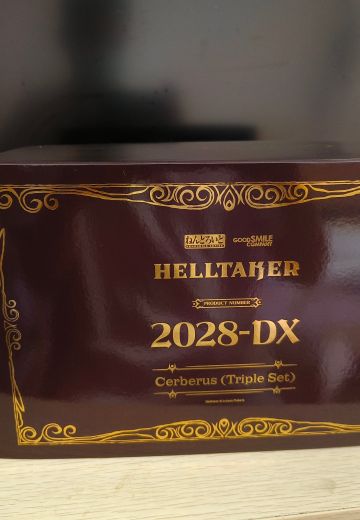 ねんどろいど GOOD SMILE COMPANY
HELLTAKER
PRODUCT NUMBER
2028-DX
Cerberus (Triple Set)